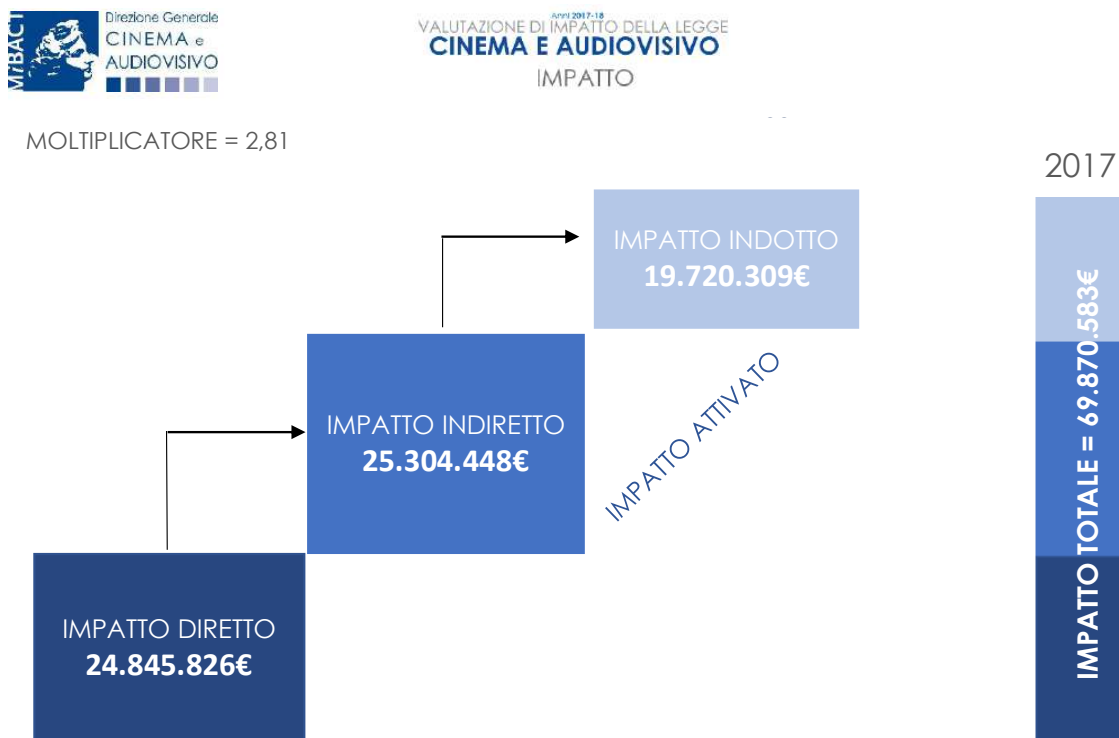 MiBACT
Direzione Generale
CINEMA e
AUDIOVISIVO
Anni 2017-18
VALUTAZIONE DI IMPATTO DELLA LEGGE
CINEMA E AUDIOVISIVO
IMPATTO
MOLTIPLICATORE = 2,81
2017
IMPATTO INDOTTO
19.720.309€
IMPATTO INDIRETTO
25.304.448€
IMPATTO ATTIVATO
IMPATTO DIRETTO
24.845.826€
IMPATTO TOTALE = 69.870.583€